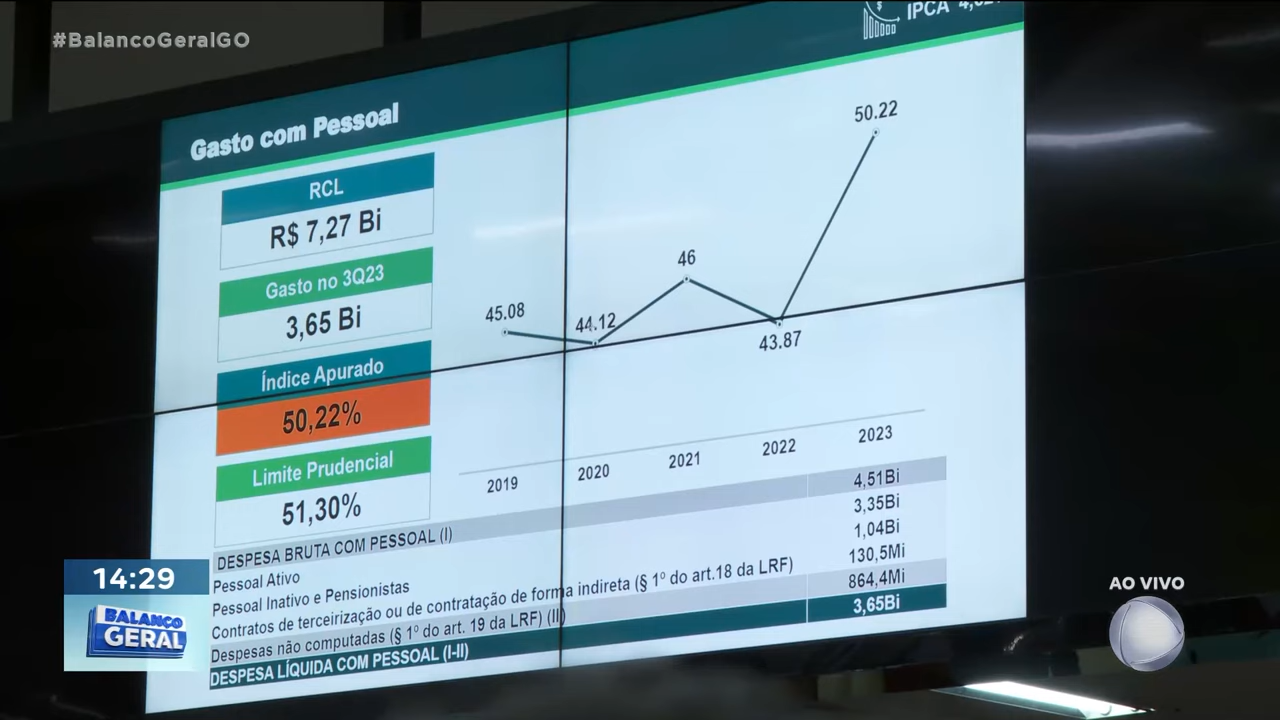 #BalancoGeralGO
IPCA
Gasto com Pessoal
RCL
R$ 7,27 Bi
Gasto no 3Q23
3,65 Bi
Índice Apurado
50,22%
Limite Prudencial
51,30%
45.08
44.12
46
43.87
50.22
2019
2020
2021
2022
2023
DESPESA BRUTA COM PESSOAL (I) 4,51Bi
Pessoal Ativo 3,35Bi
Pessoal Inativo e Pensionistas 1,04Bi
Contratos de terceirização ou de contratação de forma indireta (§ 1º do art.18 da LRF) 130,5Mi
Despesas não computadas (§ 1º do art. 19 da LRF) (II) 864,4Mi
DESPESA LÍQUIDA COM PESSOAL (I-II) 3,65Bi
14:29
BALANCO
GERAL
AO VIVO